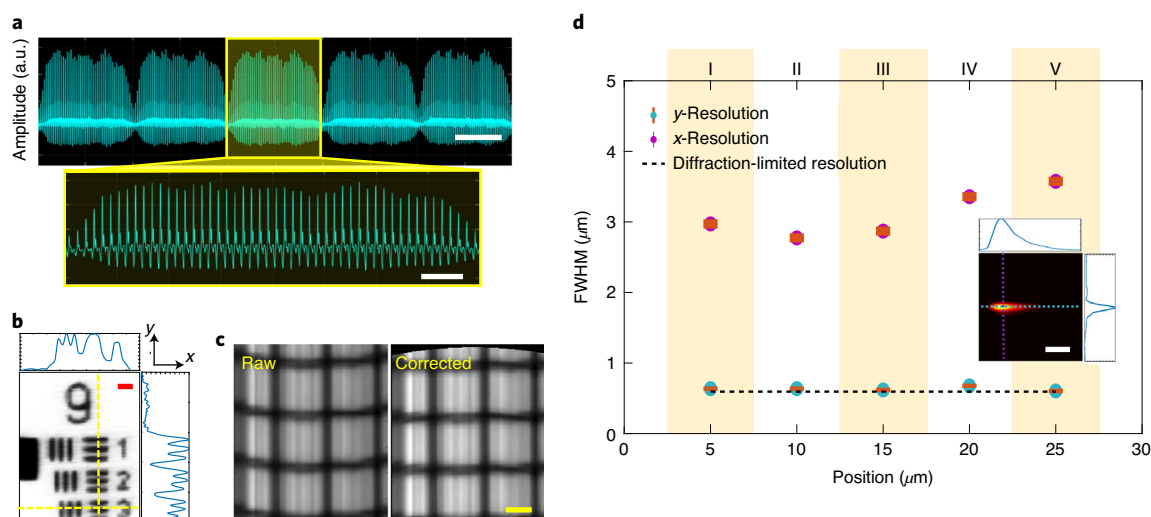 a
Amplitude (a.u.)
b
y
x
9
1
2
3
c
Raw
Corrected
d
I II III IV V
y-Resolution
x-Resolution
Diffraction-limited resolution
FWHM (μm)
5
4
3
2
1
0
0 5 10 15 20 25 30
Position (μm)